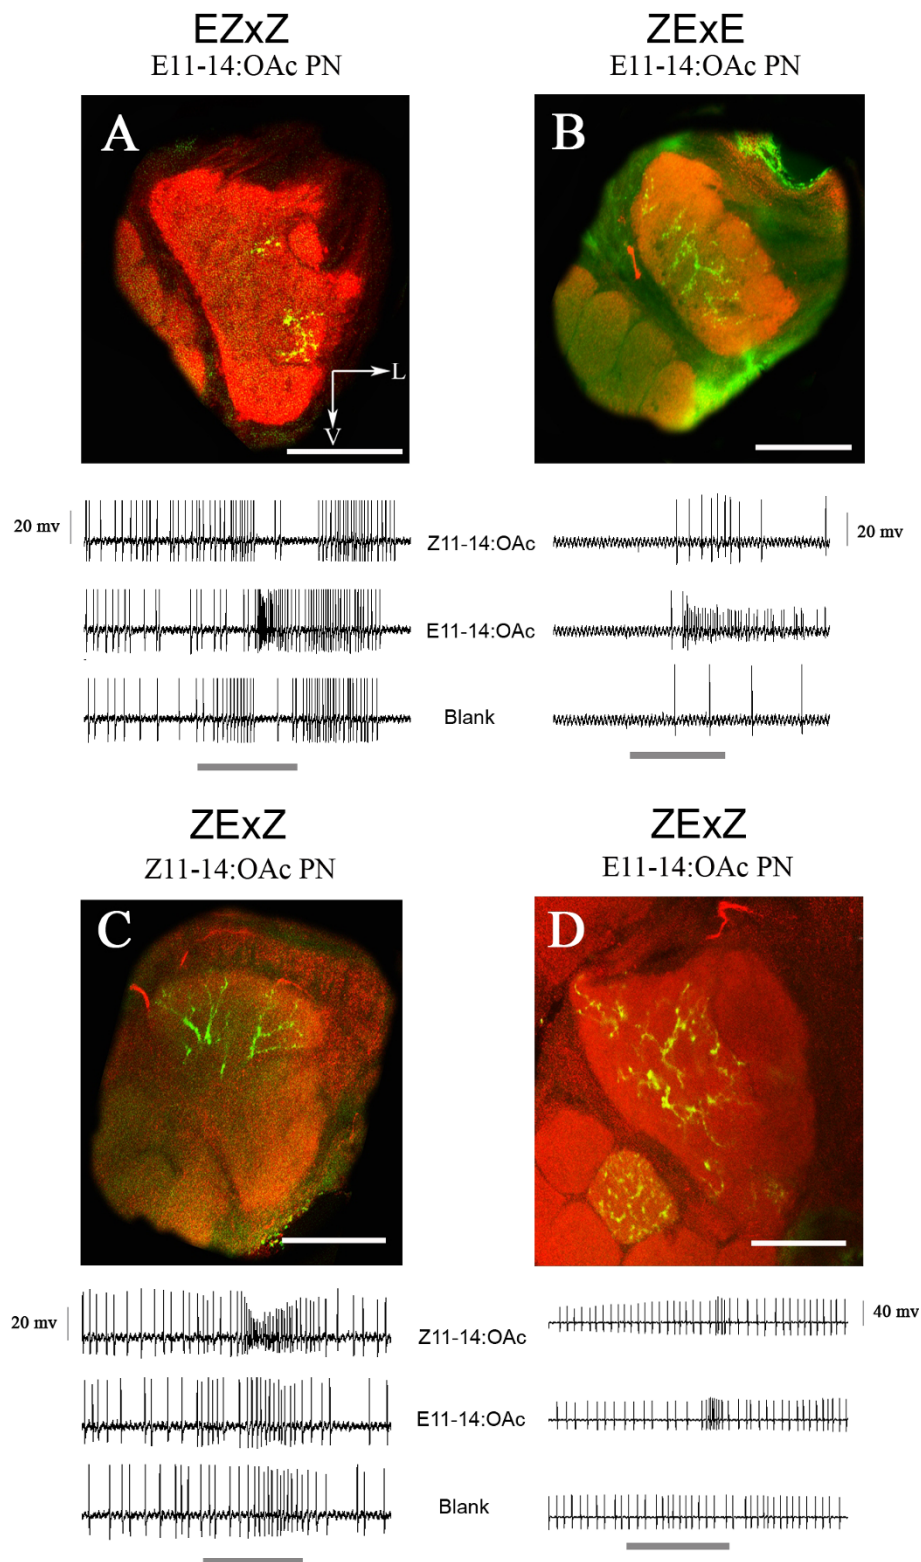 EZxZ
E11-14:OAc PN
ZExE
E11-14:OAc PN
A
L
V
B
20 mv
Z11-14:OAc
20 mv
E11-14:OAc
Blank
ZExZ
Z11-14:OAc PN
ZExZ
E11-14:OAc PN
C
D
20 mv
Z11-14:OAc
40 mv
E11-14:OAc
Blank